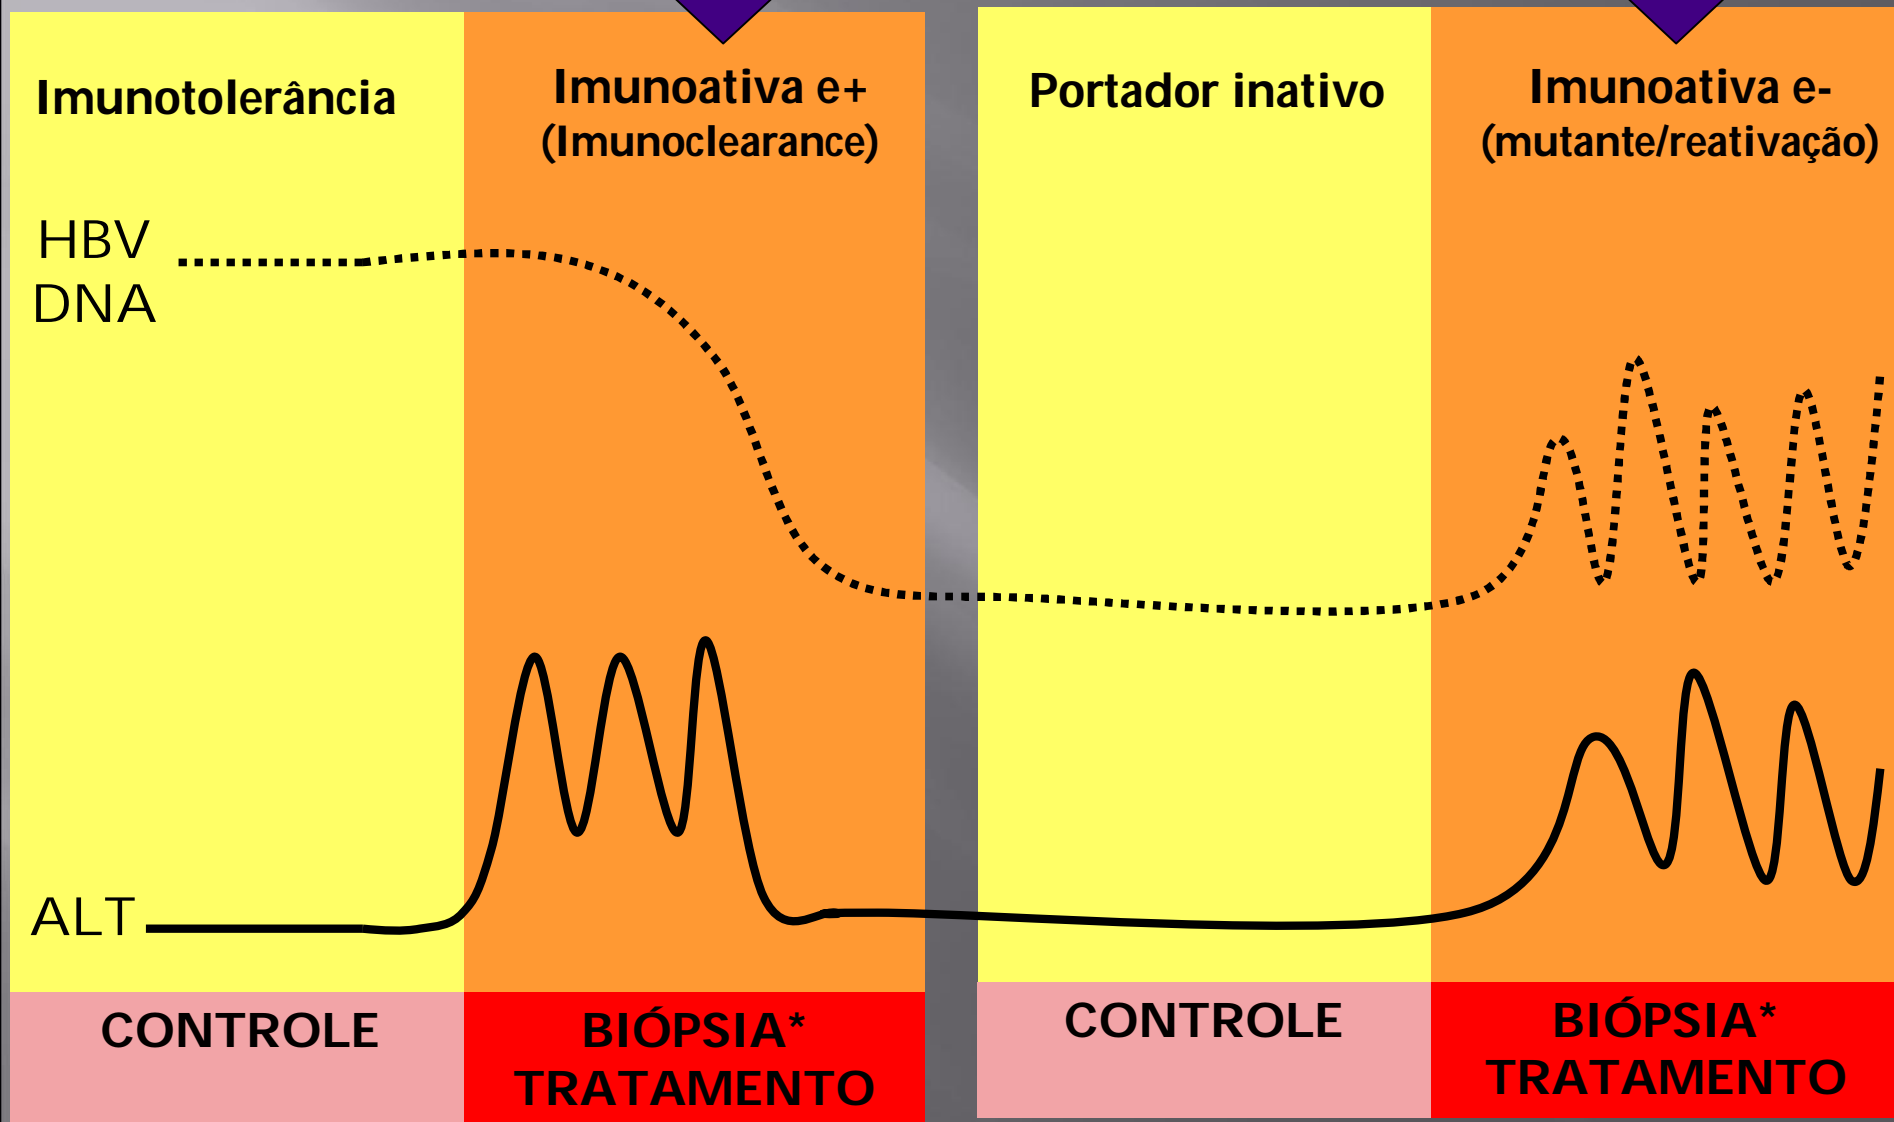 Imunotolerância
Imunoativa e+
(Imunoclearance)
Portador inativo
Imunoativa e-
(mutante/reativação)
HBV
DNA
ALT
CONTROLE
BIÓPSIA*
TRATAMENTO
CONTROLE
BIÓPSIA*
TRATAMENTO